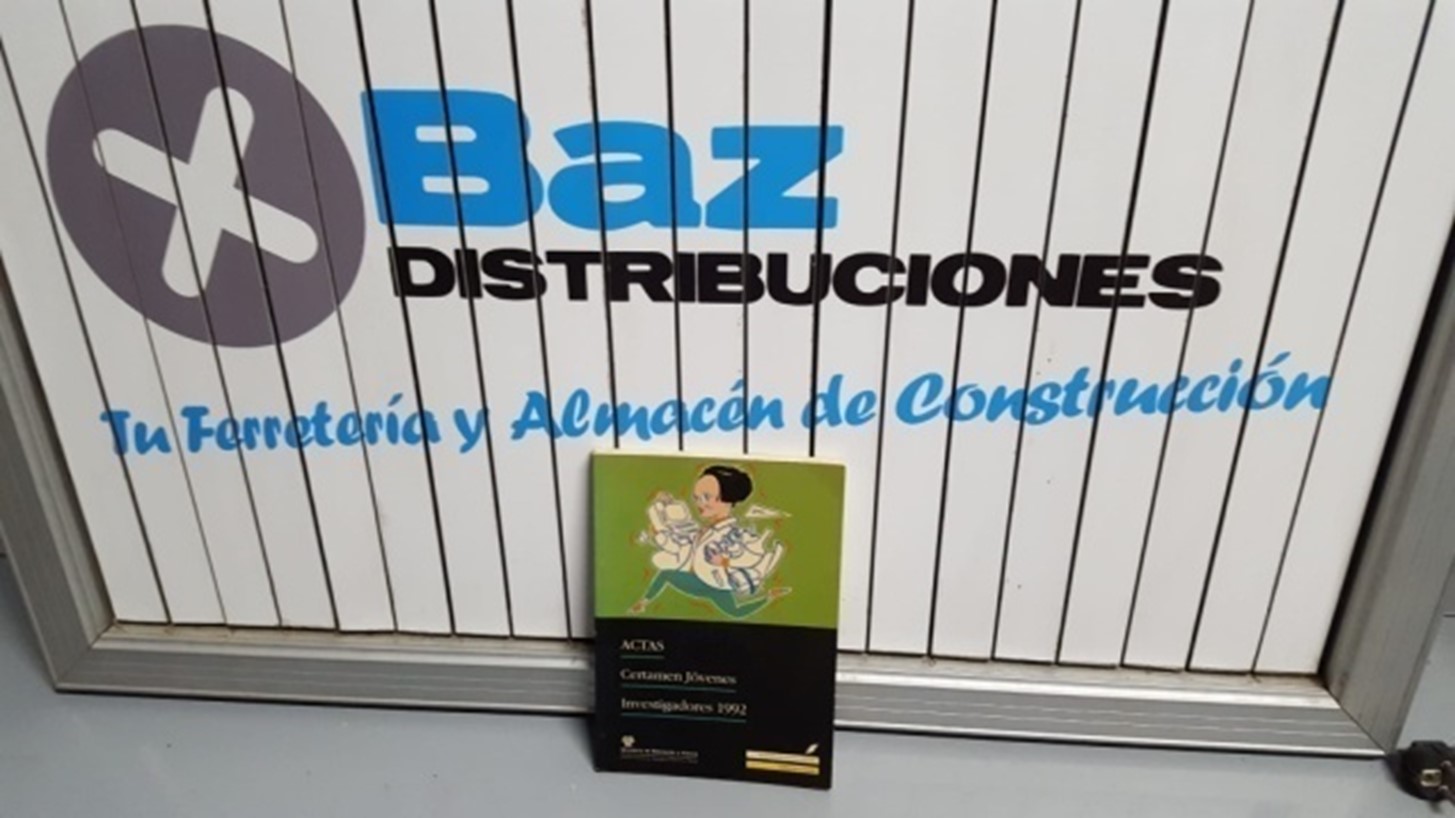 Baz
DISTRIBUCIONES
Tu Ferretería y Almacén de Construcción
ACTAS
Certamen Jóvenes
Investigadores 1992